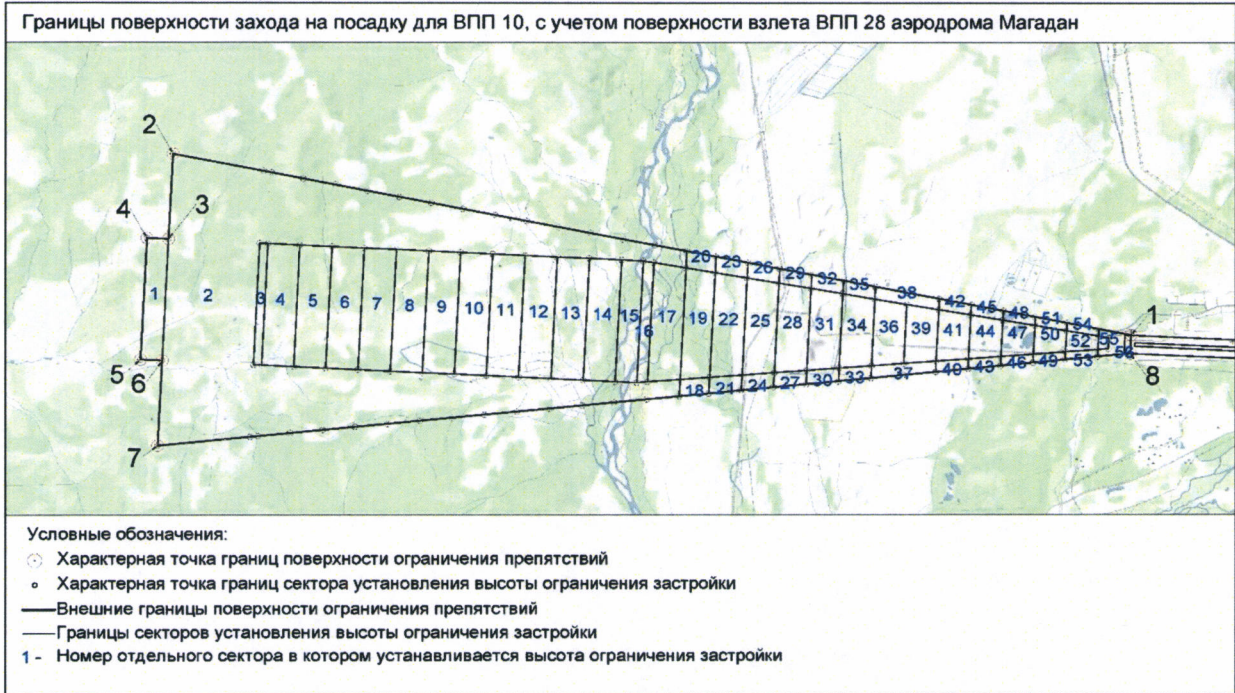 Границы поверхности захода на посадку для ВПП 10, с учетом поверхности взлета ВПП 28 аэродрома Магадан
2
4 3
20 23 26 29 32 35 38 42 45 48 51 54 1
1 2 3 4 5 6 7 8 9 10 11 12 13 14 15 16 17 19 22 25 28 31 34 36 39 41 44 47 50 52 55
5 6
18 21 24 27 30 33 37 40 43 46 49 53 56 8
7
Условные обозначения:
Характерная точка границ поверхности ограничения препятствий
Характерная точка границ сектора установления высоты ограничения застройки
Внешние границы поверхности ограничения препятствий
Границы секторов установления высоты ограничения застройки
1 - Номер отдельного сектора в котором устанавливается высота ограничения застройки